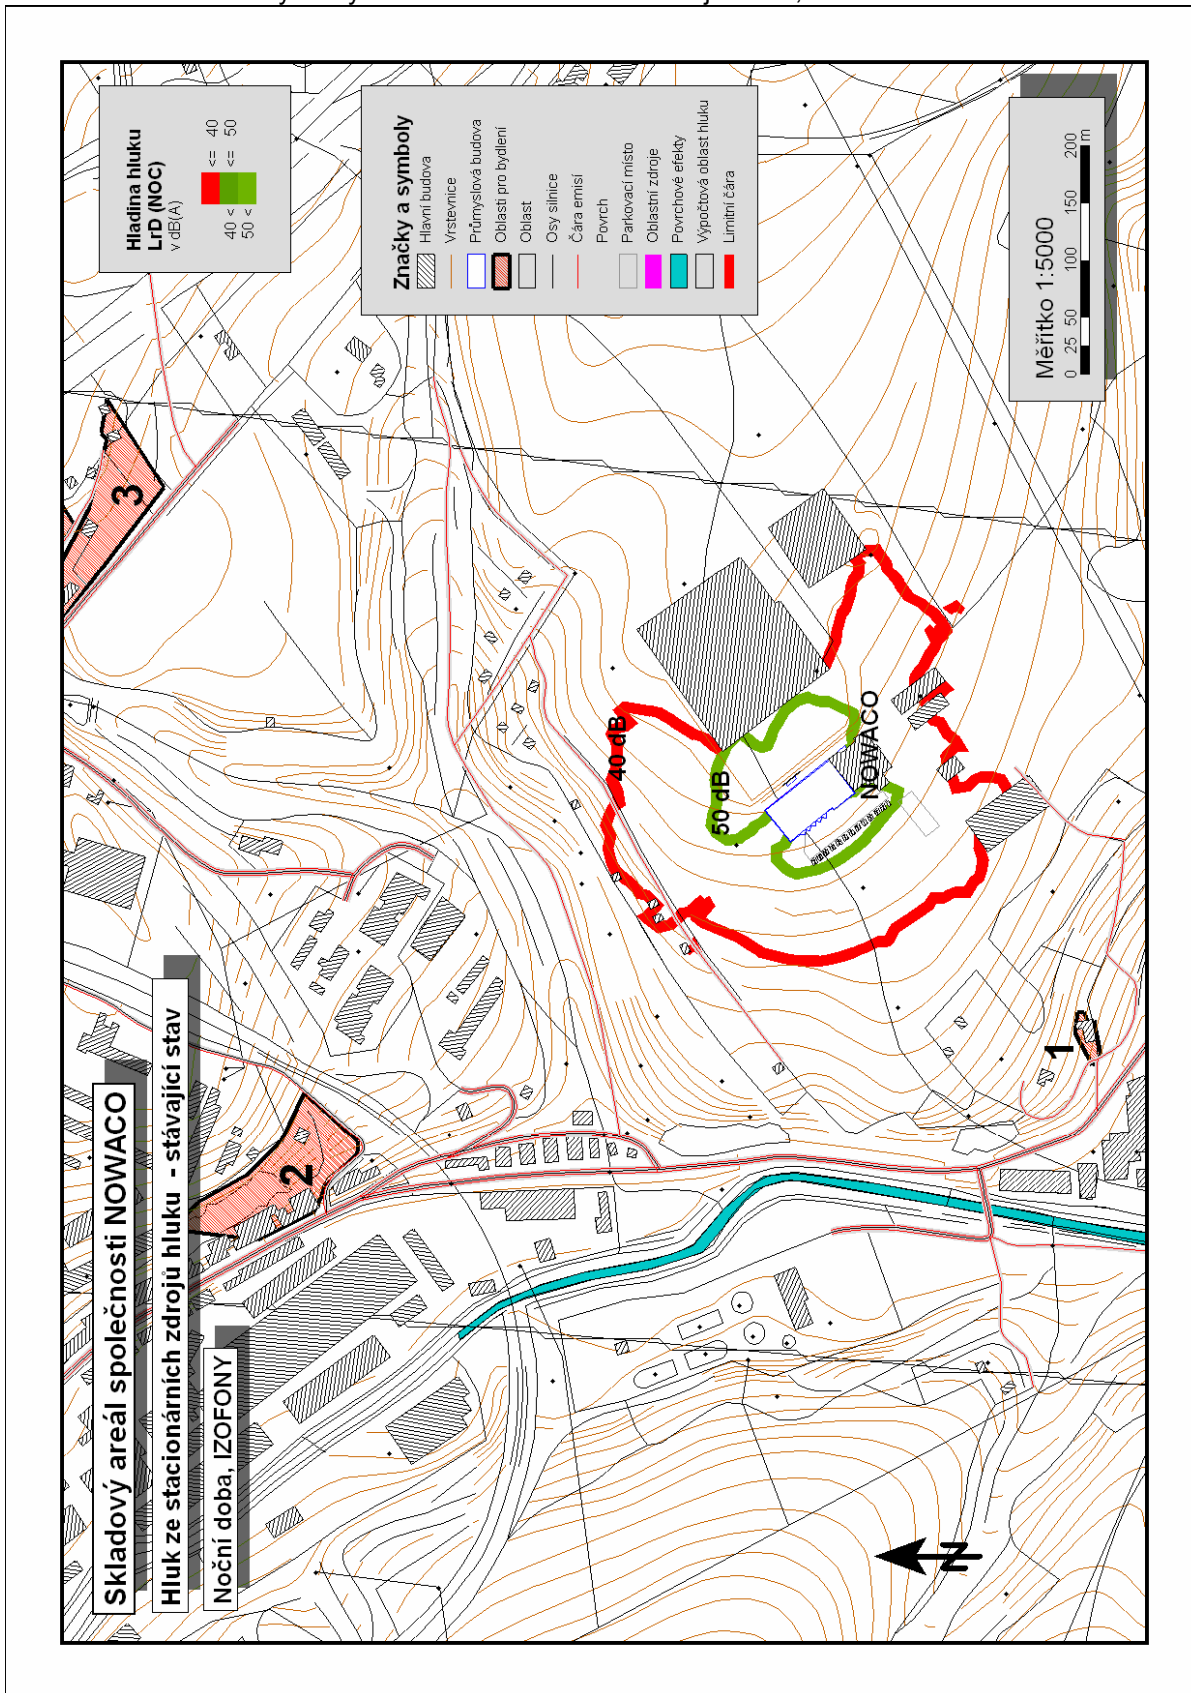 Skladový areál společnosti NOWACO
Hluk ze stacionárních zdrojů hluku - stávající stav
Noční doba, IZOFONY
Hladina hluku
LrD (NOC)
v dB(A)
<= 40
40 < <= 50
50 <
Značky a symboly
Hlavní budova
Vrstevnice
Průmyslová budova
Oblasti pro bydlení
Oblast
Osy silnice
Čára emisí
Povrch
Parkovací místo
Oblastní zdroje
Povrchové efekty
Výpočtová oblast hluku
Limitní čára
Měřítko 1:5000
0 25 50 100 150 200
m
1
2
3
40 dB
50 dB
NOWACO
N